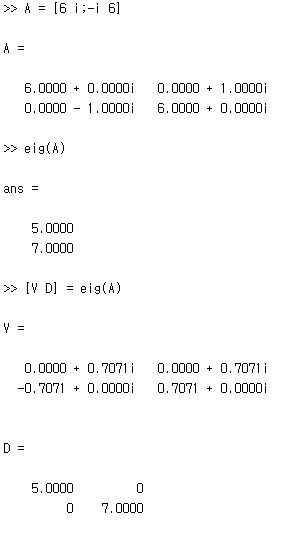 >> A = [6 i;-i 6]
A =
6.0000 + 0.0000i 0.0000 + 1.0000i
0.0000 - 1.0000i 6.0000 + 0.0000i
>> eig(A)
ans =
5.0000
7.0000
>> [V D] = eig(A)
V =
0.0000 + 0.7071i 0.0000 + 0.7071i
-0.7071 + 0.0000i 0.7071 + 0.0000i
D =
5.0000 0
0 7.0000